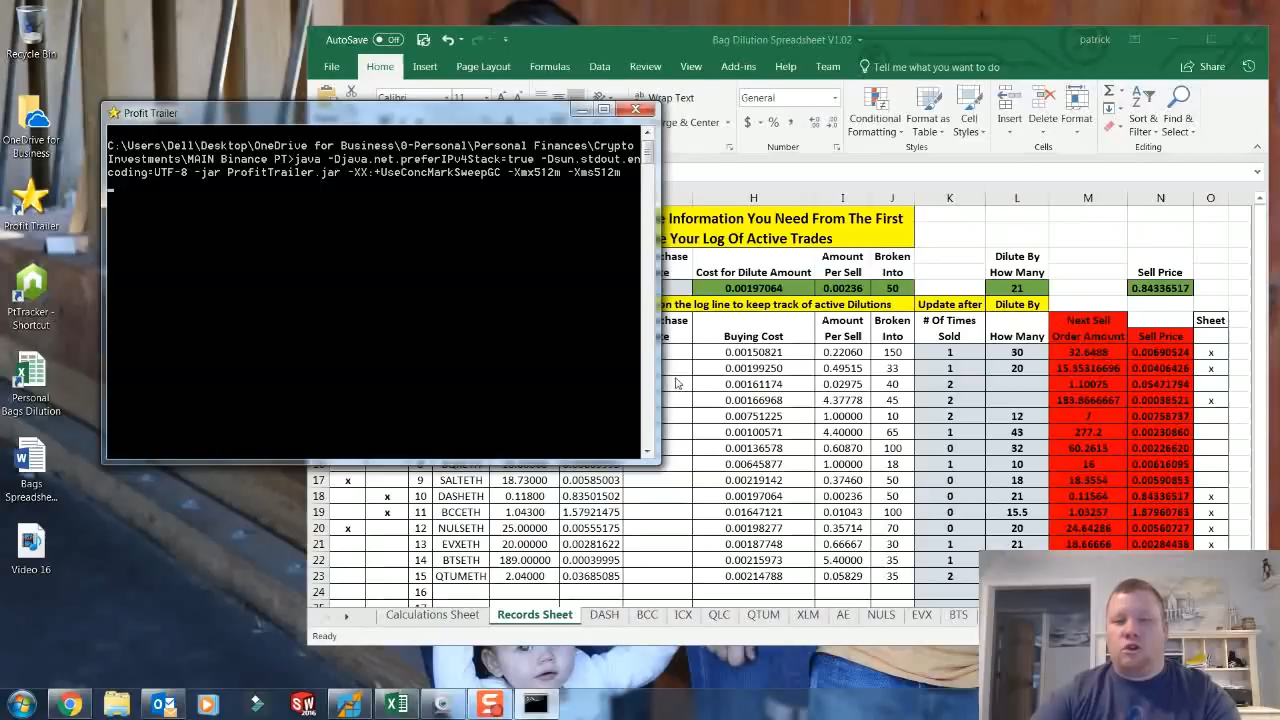 Recycle Bin
OneDrive for
Business
Profit Trailer
PtTracker -
Shortcut
Personal
Bags Dilution
Bags
Spreadshe...
Video 16
AutoSave Off
Bag Dilution Spreadsheet V1.02
patrick
File Home Insert Page Layout Formulas Data Review View Add-ins Help Team Tell me what you want to do Share
Calibri 11 Wrap Text General
Merge & Center
Conditional
Formatting
Format as
Table
Cell
Styles
Insert Delete Format
Sort &
Filter
Find &
Select
Profit Trailer
C:\Users\Dell\Desktop\OneDrive for Business\0-Personal\Personal Finances\Crypto
Investments\MAIN Binance PT>java -Djava.net.preferIPv4Stack=true -Dsun.stdout.en
coding=UTF-8 -jar ProfitTrailer.jar -XX:+UseConcMarkSweepGC -Xmx512m -Xms512m
H I J K L M N O
e Information You Need From The First
e Your Log Of Active Trades
chase Cost for Dilute Amount Amount Per Sell Broken Into Dilute By How Many Sell Price
0.00197064 0.00236 50 21 0.84336517
on the log line to keep track of active Dilutions Update after Dilute By
chase Buying Cost Amount Per Sell Broken Into # Of Times Sold How Many Next Sell Order Amount Sell Price Sheet
0.00150821 0.22060 150 1 30 32.6488 0.00690524 x
0.00199250 0.49515 33 1 20 15.35316696 0.00406426 x
0.00161174 0.02975 40 2 1.10075 0.05471794
0.00166968 4.37778 45 2 183.8666667 0.00038521 x
0.00751225 1.00000 10 2 12 7 0.00758737
0.00100571 4.40000 65 1 43 277.2 0.00230860
0.00136578 0.60870 100 0 32 60.2615 0.00226620
0.00645877 1.00000 18 1 10 16 0.00616095
17 x 9 SALTETH 18.73000 0.00585003 0.00219142 0.37460 50 0 18 18.3554 0.00590853
18 x 10 DASHETH 0.11800 0.83501502 0.00197064 0.00236 50 0 21 0.11564 0.84336517 x
19 x 11 BCCETH 1.04300 1.57921475 0.01647121 0.01043 100 0 15.5 1.03257 1.87960763 x
20 x 12 NULSETH 25.00000 0.00555175 0.00198277 0.35714 70 0 20 24.64286 0.00560727 x
21 13 EVXETH 20.00000 0.00281622 0.00187748 0.66667 30 1 21 18.66666 0.00284438 x
22 14 BTSETH 189.00000 0.00039995 0.00215973 5.40000 35 1
23 15 QTUMETH 2.04000 0.03685085 0.00214788 0.05829 35 2
24 16
Calculations Sheet Records Sheet DASH BCC ICX QLC QTUM XLM AE NULS EVX BTS
Ready
SW
2016